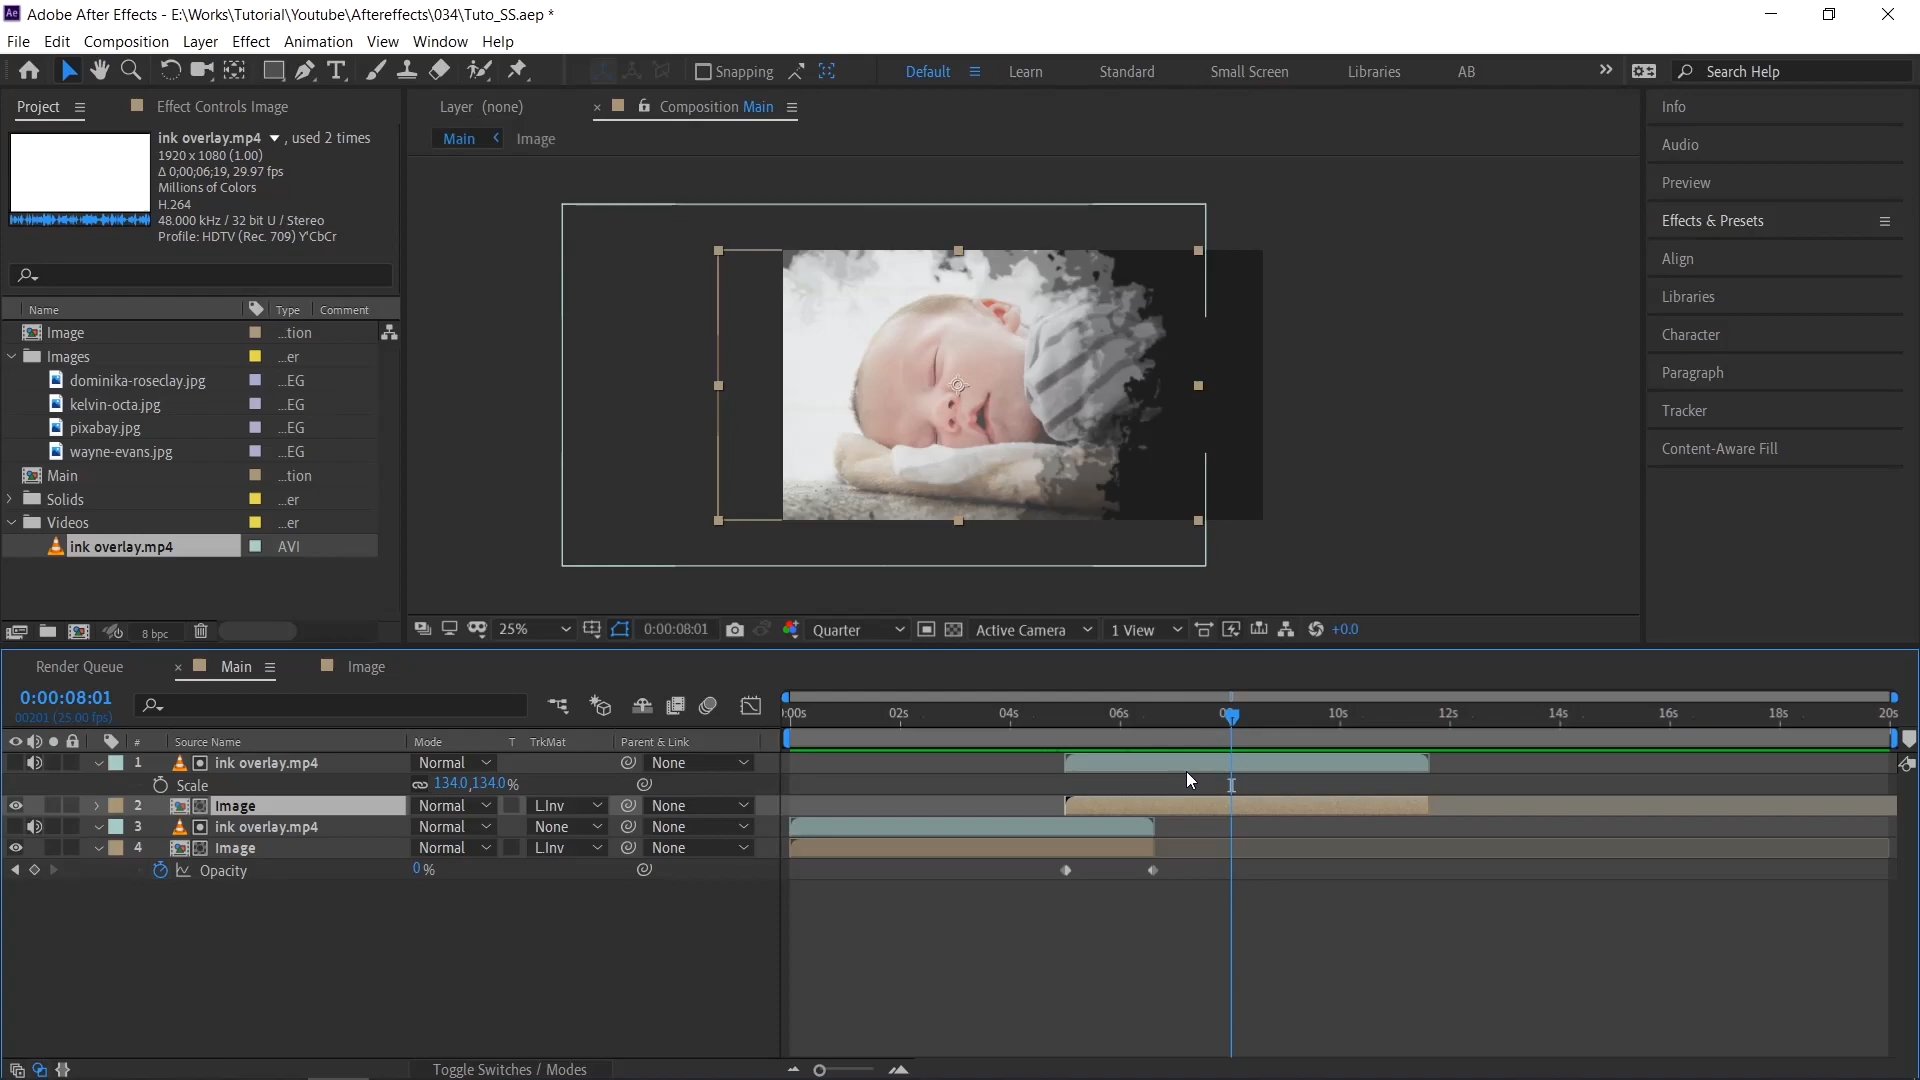 Adobe After Effects - E:\Works\Tutorial\Youtube\Aftereffects\034\Tuto_SS.aep *
File Edit Composition Layer Effect Animation View Window Help
Snapping Default Learn Standard Small Screen Libraries AB Search Help
Project Effect Controls Image
ink overlay.mp4 , used 2 times
1920 x 1080 (1.00)
Δ 0;00;06;19, 29.97 fps
Millions of Colors
H.264
48.000 kHz / 32 bit U / Stereo
Profile: HDTV (Rec. 709) Y'CbCr
Name Type Comment
Image ...tion
Images ...er
dominika-roseclay.jpg ...EG
kelvin-octa.jpg ...EG
pixabay.jpg ...EG
wayne-evans.jpg ...EG
Main ...tion
Solids ...er
Videos ...er
ink overlay.mp4 AVI
8 bpc
Layer (none) Composition Main
Main Image
25% 0:00:08:01 Quarter Active Camera 1 View +0.0
Info
Audio
Preview
Effects & Presets
Align
Libraries
Character
Paragraph
Tracker
Content-Aware Fill
Render Queue Main Image
0:00:08:01
00201 (25.00 fps)
:00s 02s 04s 06s 10s 12s 14s 16s 18s 20s
# Source Name Mode T TrkMat Parent & Link
1 ink overlay.mp4 Normal None
Scale 134.0,134.0%
2 Image Normal L.Inv None
3 ink overlay.mp4 Normal None None
4 Image Normal L.Inv None
Opacity 0%
Toggle Switches / Modes